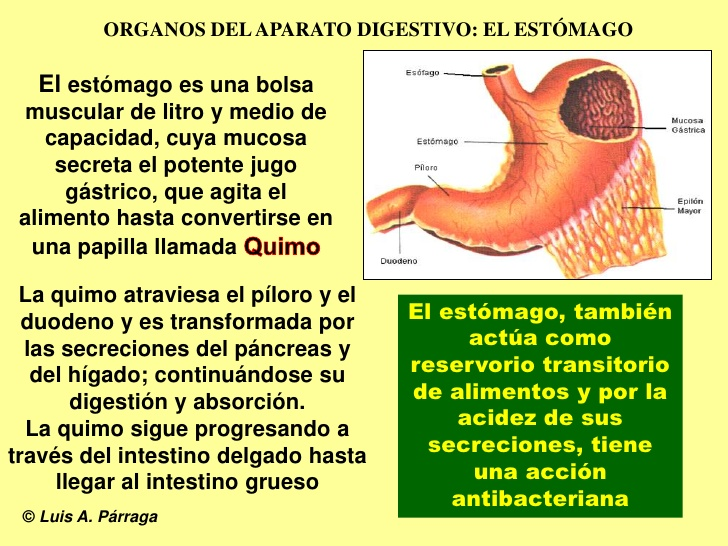 ORGANOS DEL APARATO DIGESTIVO: EL ESTÓMAGO
El estómago es una bolsa
muscular de litro y medio de
capacidad, cuya mucosa
secreta el potente jugo
gástrico, que agita el
alimento hasta convertirse en
una papilla llamada Quimo
Esófago
Estómago
Píloro
Duodeno
Mucosa
Gástrica
Epilón
Mayor
La quimo atraviesa el píloro y el
duodeno y es transformada por
las secreciones del páncreas y
del hígado; continuándose su
digestión y absorción.
La quimo sigue progresando a
través del intestino delgado hasta
llegar al intestino grueso
El estómago, también
actúa como
reservorio transitorio
de alimentos y por la
acidez de sus
secreciones, tiene
una acción
antibacteriana
© Luis A. Párraga